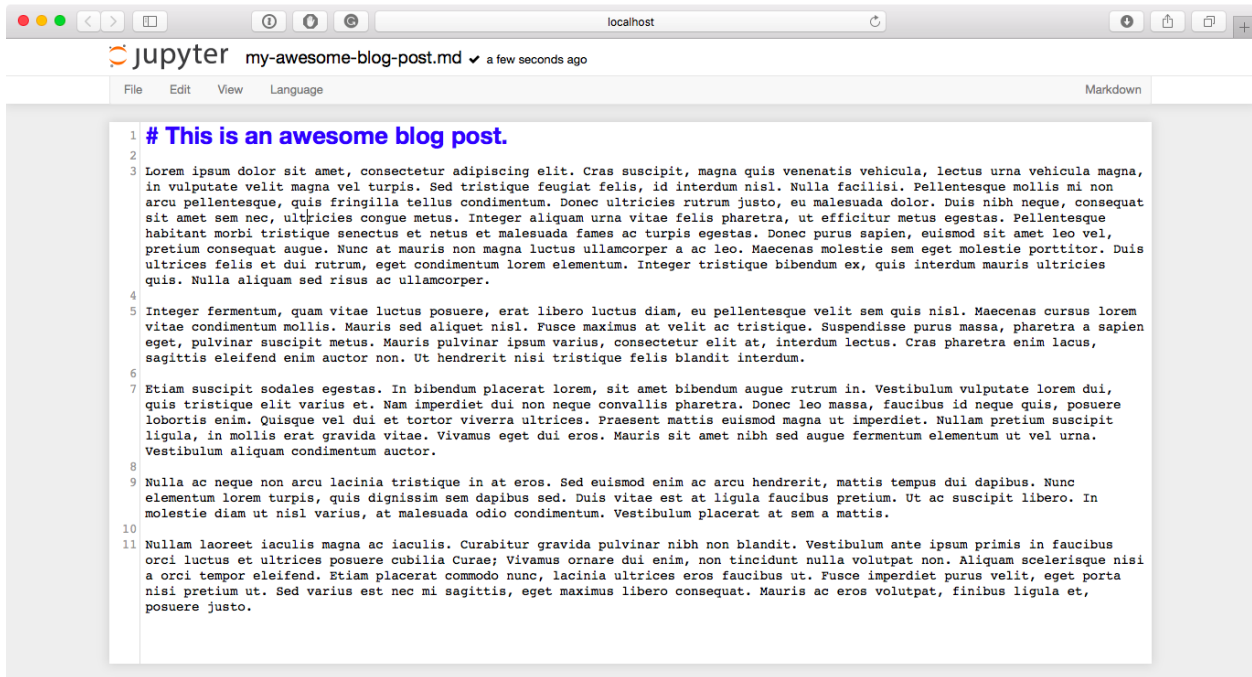 localhost
jupyter my-awesome-blog-post.md ✔ a few seconds ago
File Edit View Language Markdown
1 # This is an awesome blog post.
2
3 Lorem ipsum dolor sit amet, consectetur adipiscing elit. Cras suscipit, magna quis venenatis vehicula, lectus urna vehicula magna,
in vulputate velit magna vel turpis. Sed tristique feugiat felis, id interdum nisl. Nulla facilisi. Pellentesque mollis mi non
arcu pellentesque, quis fringilla tellus condimentum. Donec ultricies rutrum justo, eu malesuada dolor. Duis nibh neque, consequat
sit amet sem nec, ultricies congue metus. Integer aliquam urna vitae felis pharetra, ut efficitur metus egestas. Pellentesque
habitant morbi tristique senectus et netus et malesuada fames ac turpis egestas. Donec purus sapien, euismod sit amet leo vel,
pretium consequat augue. Nunc at mauris non magna luctus ullamcorper a ac leo. Maecenas molestie sem eget molestie porttitor. Duis
ultrices felis et dui rutrum, eget condimentum lorem elementum. Integer tristique bibendum ex, quis interdum mauris ultricies
quis. Nulla aliquam sed risus ac ullamcorper.
4
5 Integer fermentum, quam vitae luctus posuere, erat libero luctus diam, eu pellentesque velit sem quis nisl. Maecenas cursus lorem
vitae condimentum mollis. Mauris sed aliquet nisl. Fusce maximus at velit ac tristique. Suspendisse purus massa, pharetra a sapien
eget, pulvinar suscipit metus. Mauris pulvinar ipsum varius, consectetur elit at, interdum lectus. Cras pharetra enim lacus,
sagittis eleifend enim auctor non. Ut hendrerit nisi tristique felis blandit interdum.
6
7 Etiam suscipit sodales egestas. In bibendum placerat lorem, sit amet bibendum augue rutrum in. Vestibulum vulputate lorem dui,
quis tristique elit varius et. Nam imperdiet dui non neque convallis pharetra. Donec leo massa, faucibus id neque quis, posuere
lobortis enim. Quisque vel dui et tortor viverra ultrices. Praesent mattis euismod magna ut imperdiet. Nullam pretium suscipit
ligula, in mollis erat gravida vitae. Vivamus eget dui eros. Mauris sit amet nibh sed augue fermentum elementum ut vel urna.
Vestibulum aliquam condimentum auctor.
8
9 Nulla ac neque non arcu lacinia tristique in at eros. Sed euismod enim ac arcu hendrerit, mattis tempus dui dapibus. Nunc
elementum lorem turpis, quis dignissim sem dapibus sed. Duis vitae est at ligula faucibus pretium. Ut ac suscipit libero. In
molestie diam ut nisl varius, at malesuada odio condimentum. Vestibulum placerat at sem a mattis.
10
11 Nullam laoreet iaculis magna ac iaculis. Curabitur gravida pulvinar nibh non blandit. Vestibulum ante ipsum primis in faucibus
orci luctus et ultrices posuere cubilia Curae; Vivamus ornare dui enim, non tincidunt nulla volutpat non. Aliquam scelerisque nisi
a orci tempor eleifend. Etiam placerat commodo nunc, lacinia ultrices eros faucibus ut. Fusce imperdiet purus velit, eget porta
nisi pretium ut. Sed varius est nec mi sagittis, eget maximus libero consequat. Mauris ac eros volutpat, finibus ligula et,
posuere justo.